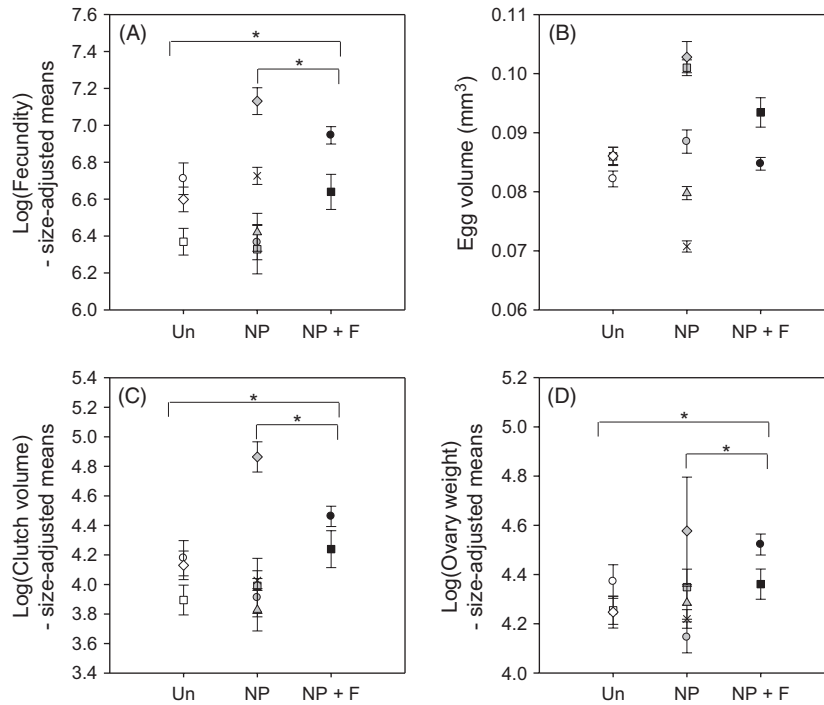 (A)
Log(Fecundity)
- size-adjusted means
7.6
7.4
7.2
7.0
6.8
6.6
6.4
6.2
6.0
*
*
Un NP NP + F
(B)
Egg volume (mm³)
0.11
0.10
0.09
0.08
0.07
0.06
Un NP NP + F
(C)
Log(Clutch volume)
- size-adjusted means
5.4
5.2
5.0
4.8
4.6
4.4
4.2
4.0
3.8
3.6
3.4
*
*
Un NP NP + F
(D)
Log(Ovary weight)
- size-adjusted means
5.2
5.0
4.8
4.6
4.4
4.2
4.0
*
*
Un NP NP + F